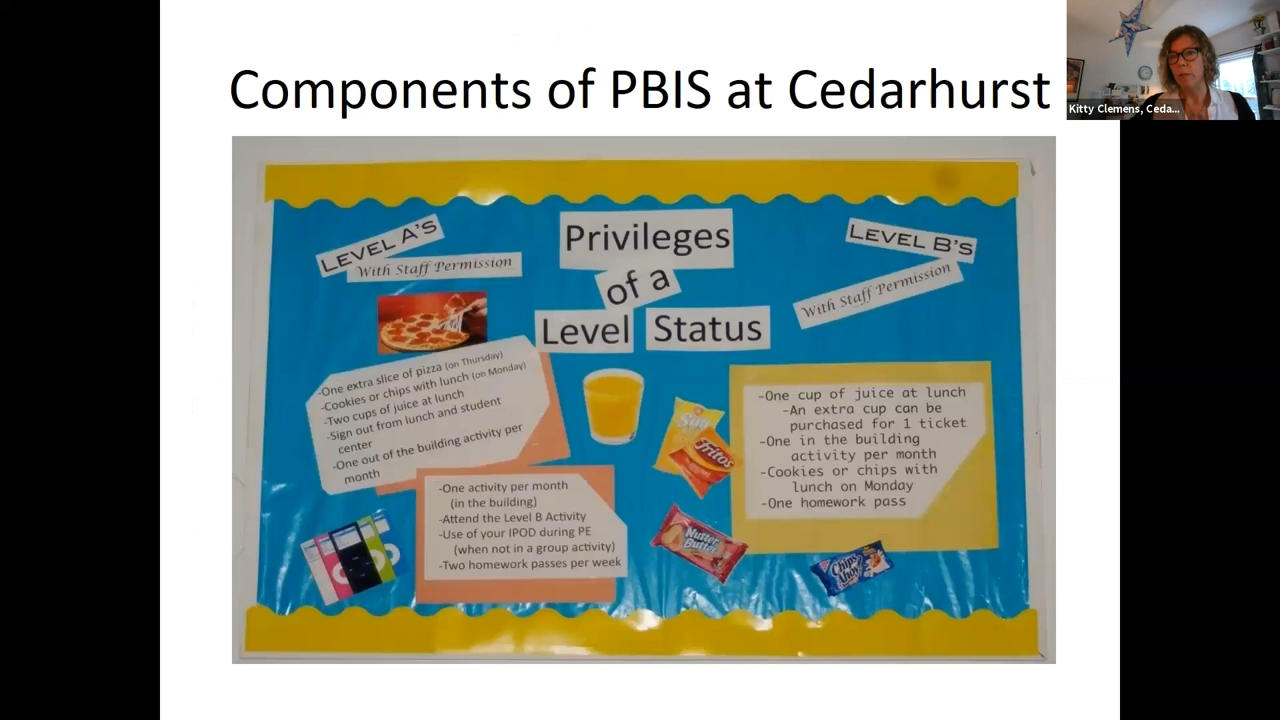 Components of PBIS at Cedarhurst
Kitty Clemens, Ceda...
LEVEL A'S
With Staff Permission
Privileges
of a
Level Status
LEVEL B'S
With Staff Permission
-One extra slice of pizza (on Thursday)
-Cookies or chips with lunch (on Monday)
-Two cups of juice at lunch
-Sign out from lunch and student
center
-One out of the building activity per
month
-One activity per month
(in the building)
-Attend the Level B Activity
-Use of your IPOD during PE
(when not in a group activity)
-Two homework passes per week
-One cup of juice at lunch
-An extra cup can be
purchased for 1 ticket
-One in the building
activity per month
-Cookies or chips with
lunch on Monday
-One homework pass
Sun
Fritos
Nutter
Butter
Chips
Ahoy!